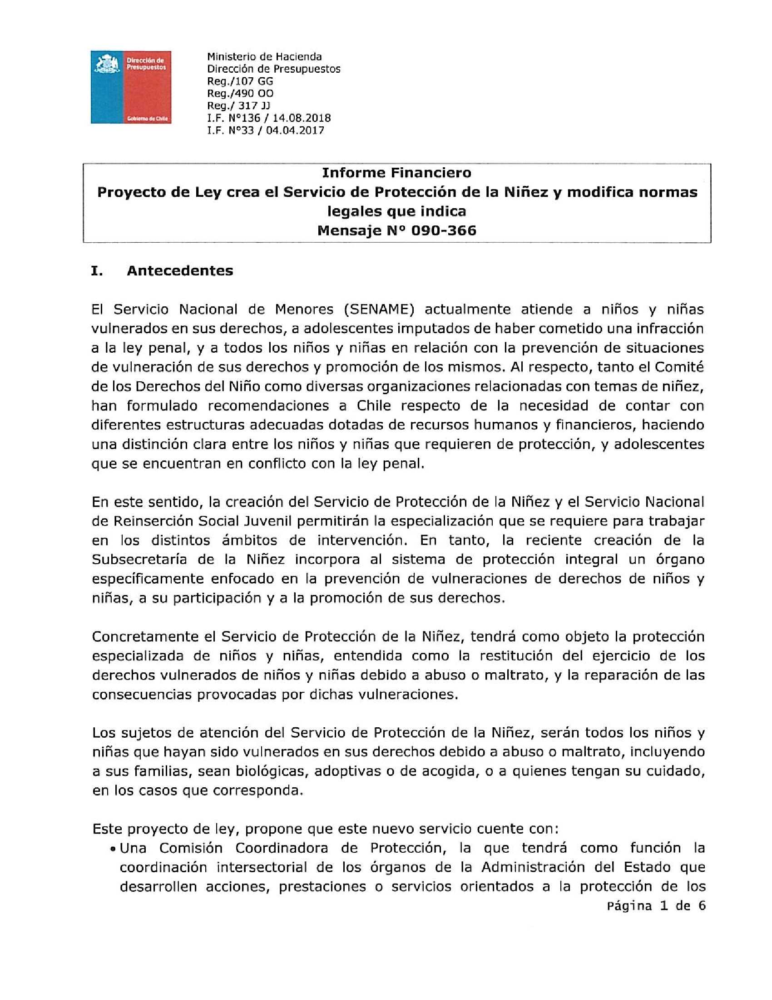 Dirección de
Presupuestos
Gobierno de Chile
Ministerio de Hacienda
Dirección de Presupuestos
Reg./107 GG
Reg./490 OO
Reg./ 317 JJ
I.F. Nº136 / 14.08.2018
I.F. Nº33 / 04.04.2017
Informe Financiero
Proyecto de Ley crea el Servicio de Protección de la Niñez y modifica normas
legales que indica
Mensaje Nº 090-366
I. Antecedentes
El Servicio Nacional de Menores (SENAME) actualmente atiende a niños y niñas
vulnerados en sus derechos, a adolescentes imputados de haber cometido una infracción
a la ley penal, y a todos los niños y niñas en relación con la prevención de situaciones
de vulneración de sus derechos y promoción de los mismos. Al respecto, tanto el Comité
de los Derechos del Niño como diversas organizaciones relacionadas con temas de niñez,
han formulado recomendaciones a Chile respecto de la necesidad de contar con
diferentes estructuras adecuadas dotadas de recursos humanos y financieros, haciendo
una distinción clara entre los niños y niñas que requieren de protección, y adolescentes
que se encuentran en conflicto con la ley penal.
En este sentido, la creación del Servicio de Protección de la Niñez y el Servicio Nacional
de Reinserción Social Juvenil permitirán la especialización que se requiere para trabajar
en los distintos ámbitos de intervención. En tanto, la reciente creación de la
Subsecretaría de la Niñez incorpora al sistema de protección integral un órgano
específicamente enfocado en la prevención de vulneraciones de derechos de niños y
niñas, a su participación y a la promoción de sus derechos.
Concretamente el Servicio de Protección de la Niñez, tendrá como objeto la protección
especializada de niños y niñas, entendida como la restitución del ejercicio de los
derechos vulnerados de niños y niñas debido a abuso o maltrato, y la reparación de las
consecuencias provocadas por dichas vulneraciones.
Los sujetos de atención del Servicio de Protección de la Niñez, serán todos los niños y
niñas que hayan sido vulnerados en sus derechos debido a abuso o maltrato, incluyendo
a sus familias, sean biológicas, adoptivas o de acogida, o a quienes tengan su cuidado,
en los casos que corresponda.
Este proyecto de ley, propone que este nuevo servicio cuente con:
• Una Comisión Coordinadora de Protección, la que tendrá como función la
coordinación intersectorial de los órganos de la Administración del Estado que
desarrollen acciones, prestaciones o servicios orientados a la protección de los
Página 1 de 6